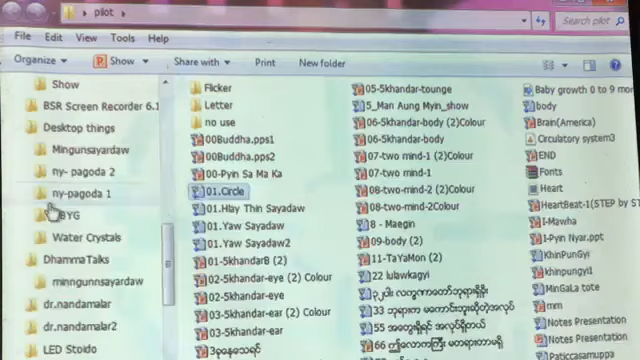 pilot
Search pilot
File Edit View Tools Help
Organize Show Share with Print New folder
Show
BSR Screen Recorder 6.1
Desktop things
Mingunsayardaw
ny- pagoda 2
ny-pagoda 1
BYG
Water Crystals
DhammaTalks
minngunsayardaw
dr.nandamalar
dr.nandamalar2
LED Stoido
Flicker
Letter
no use
00Buddha.pps1
00Buddha.pps2
00-Pyin Sa Ma Ka
01.Circle
01.Hlay Thin Sayadaw
01.Yaw Sayadaw
01.Yaw Sayadaw2
02-5khandarB (2)
02-5khandar-eye (2) Colour
02-5khandar-eye
03-5khandar-ear (2) Colour
03-5khandar-ear
05-5khandar-tounge
5_Man Aung Myin_show
06-5khandar-body (2)Colour
06-5khandar-body
07-two mind-1 (2)Colour
07-two mind-1
08-two mind-2 (2)Colour
08-two mind-2Colour
8 - Maegin
09-body (2)
11-TaYaMon (2)
22 lulawkagyi
Baby growth 0 to 9 mon
body
Brain(America)
Circulatory system3
END
Fonts
Heart
HeartBeat-1(STEP by ST
I-Mawha
I-Pyin Nyar.ppt
KhinPunGyi
khinpungyi1
MinGaLa tote
mm
Notes Presentation
Notes Presentation
Paticcasamuppa